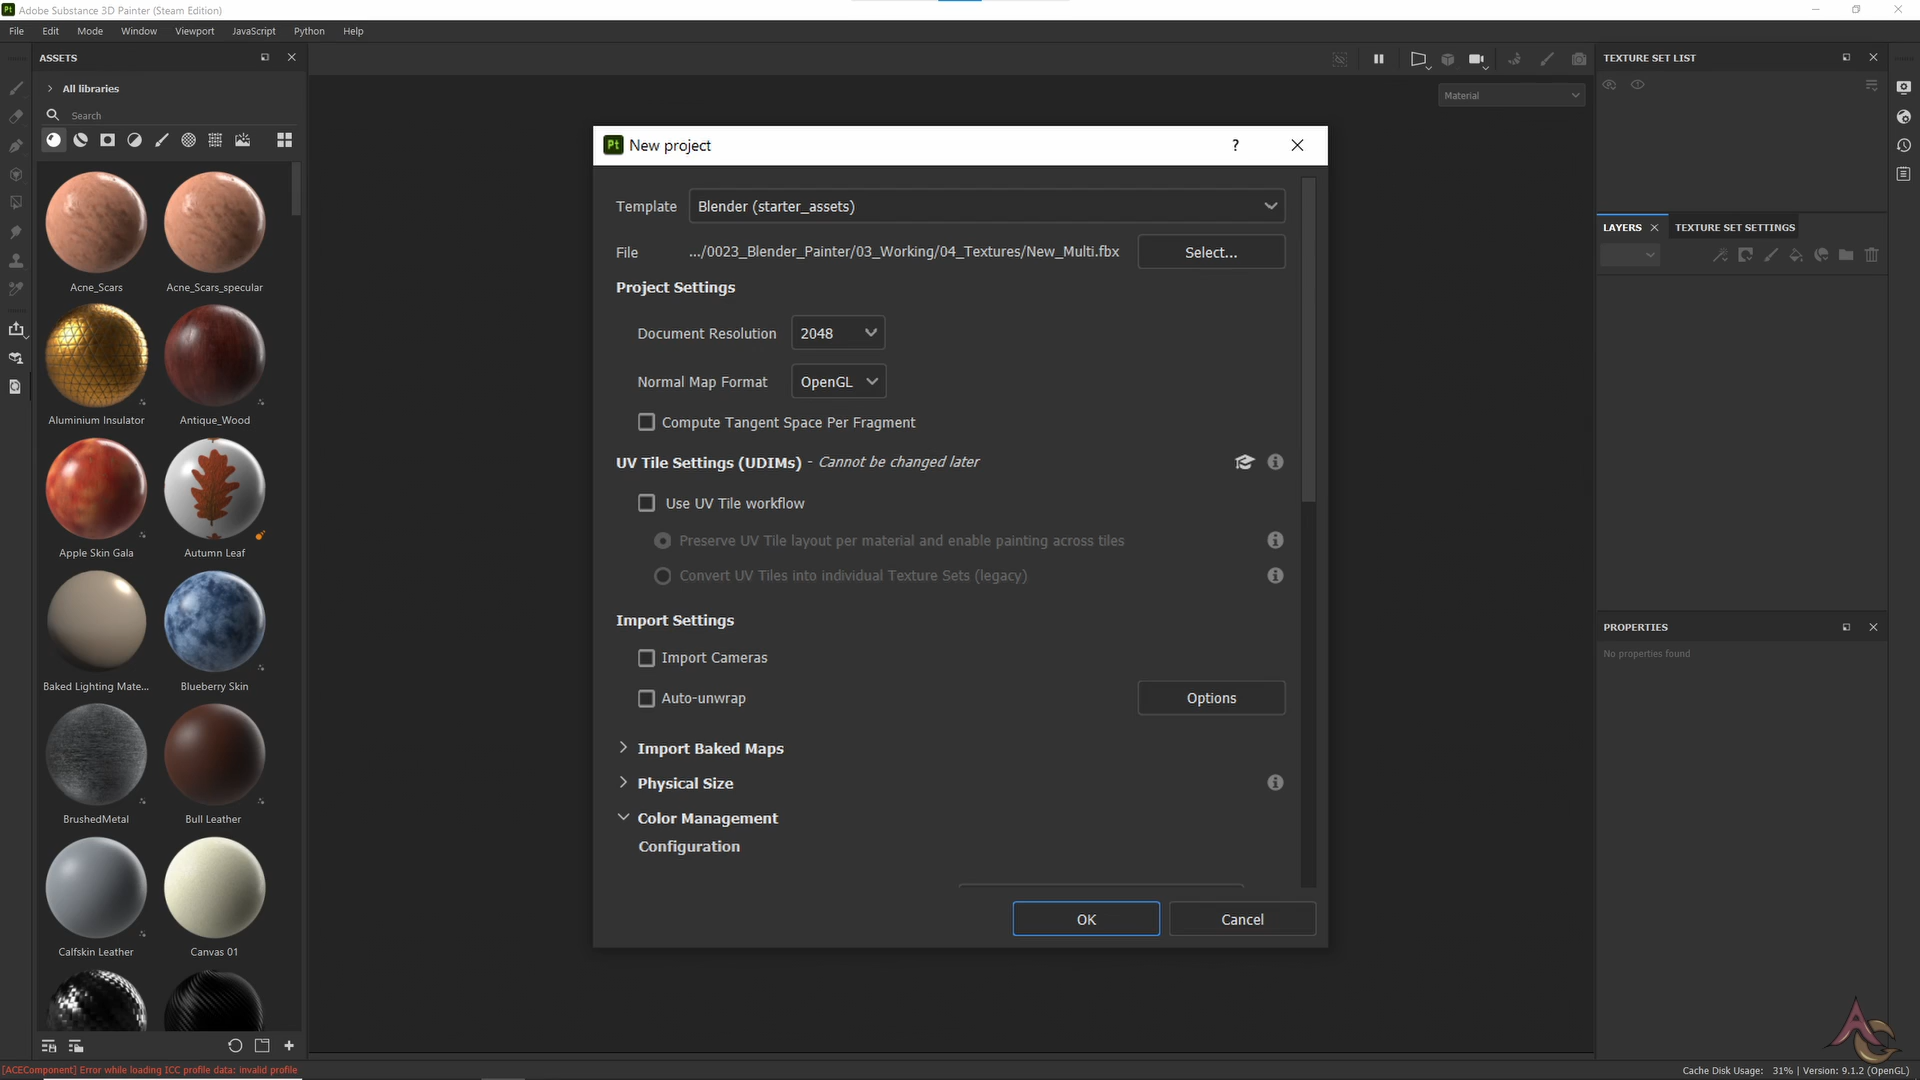 Pt Adobe Substance 3D Painter (Steam Edition)
File Edit Mode Window Viewport JavaScript Python Help
ASSETS
All libraries
Search
Acne_Scars Acne_Scars_specular
Aluminium Insulator Antique_Wood
Apple Skin Gala Autumn Leaf
Baked Lighting Mate... Blueberry Skin
BrushedMetal Bull Leather
Calfskin Leather Canvas 01
[ACEComponent] Error while loading ICC profile data: invalid profile
Material
Pt New project ?
Template Blender (starter_assets)
File .../0023_Blender_Painter/03_Working/04_Textures/New_Multi.fbx Select...
Project Settings
Document Resolution 2048
Normal Map Format OpenGL
Compute Tangent Space Per Fragment
UV Tile Settings (UDIMs) - Cannot be changed later
Use UV Tile workflow
Preserve UV Tile layout per material and enable painting across tiles
Convert UV Tiles into individual Texture Sets (legacy)
Import Settings
Import Cameras
Auto-unwrap Options
Import Baked Maps
Physical Size
Color Management
Configuration
OK Cancel
TEXTURE SET LIST
LAYERS TEXTURE SET SETTINGS
PROPERTIES
No properties found
AG
Cache Disk Usage: 31% | Version: 9.1.2 (OpenGL)